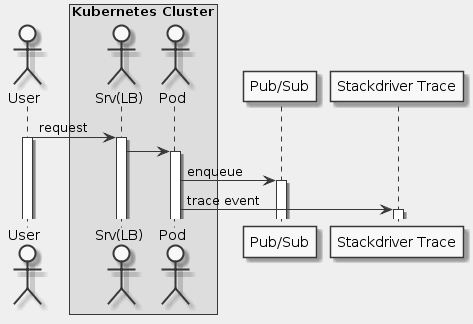 Kubernetes Cluster
User
Srv(LB)
Pod
Pub/Sub
Stackdriver Trace
request
enqueue
trace event
User
Srv(LB)
Pod
Pub/Sub
Stackdriver Trace